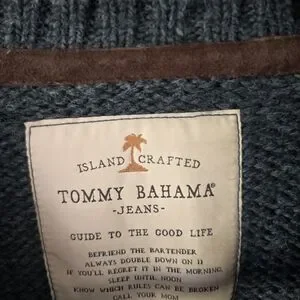 ISLAND CRAFTED
TOMMY BAHAMA®
-JEANS-
GUIDE TO THE GOOD LIFE
BEFRIEND THE BARTENDER
ALWAYS DOUBLE DOWN ON 11
IF YOU'LL REGRET IT IN THE MORNING,
SLEEP UNTIL NOON
KNOW WHICH RULES CAN BE BROKEN
CALL YOUR MOM